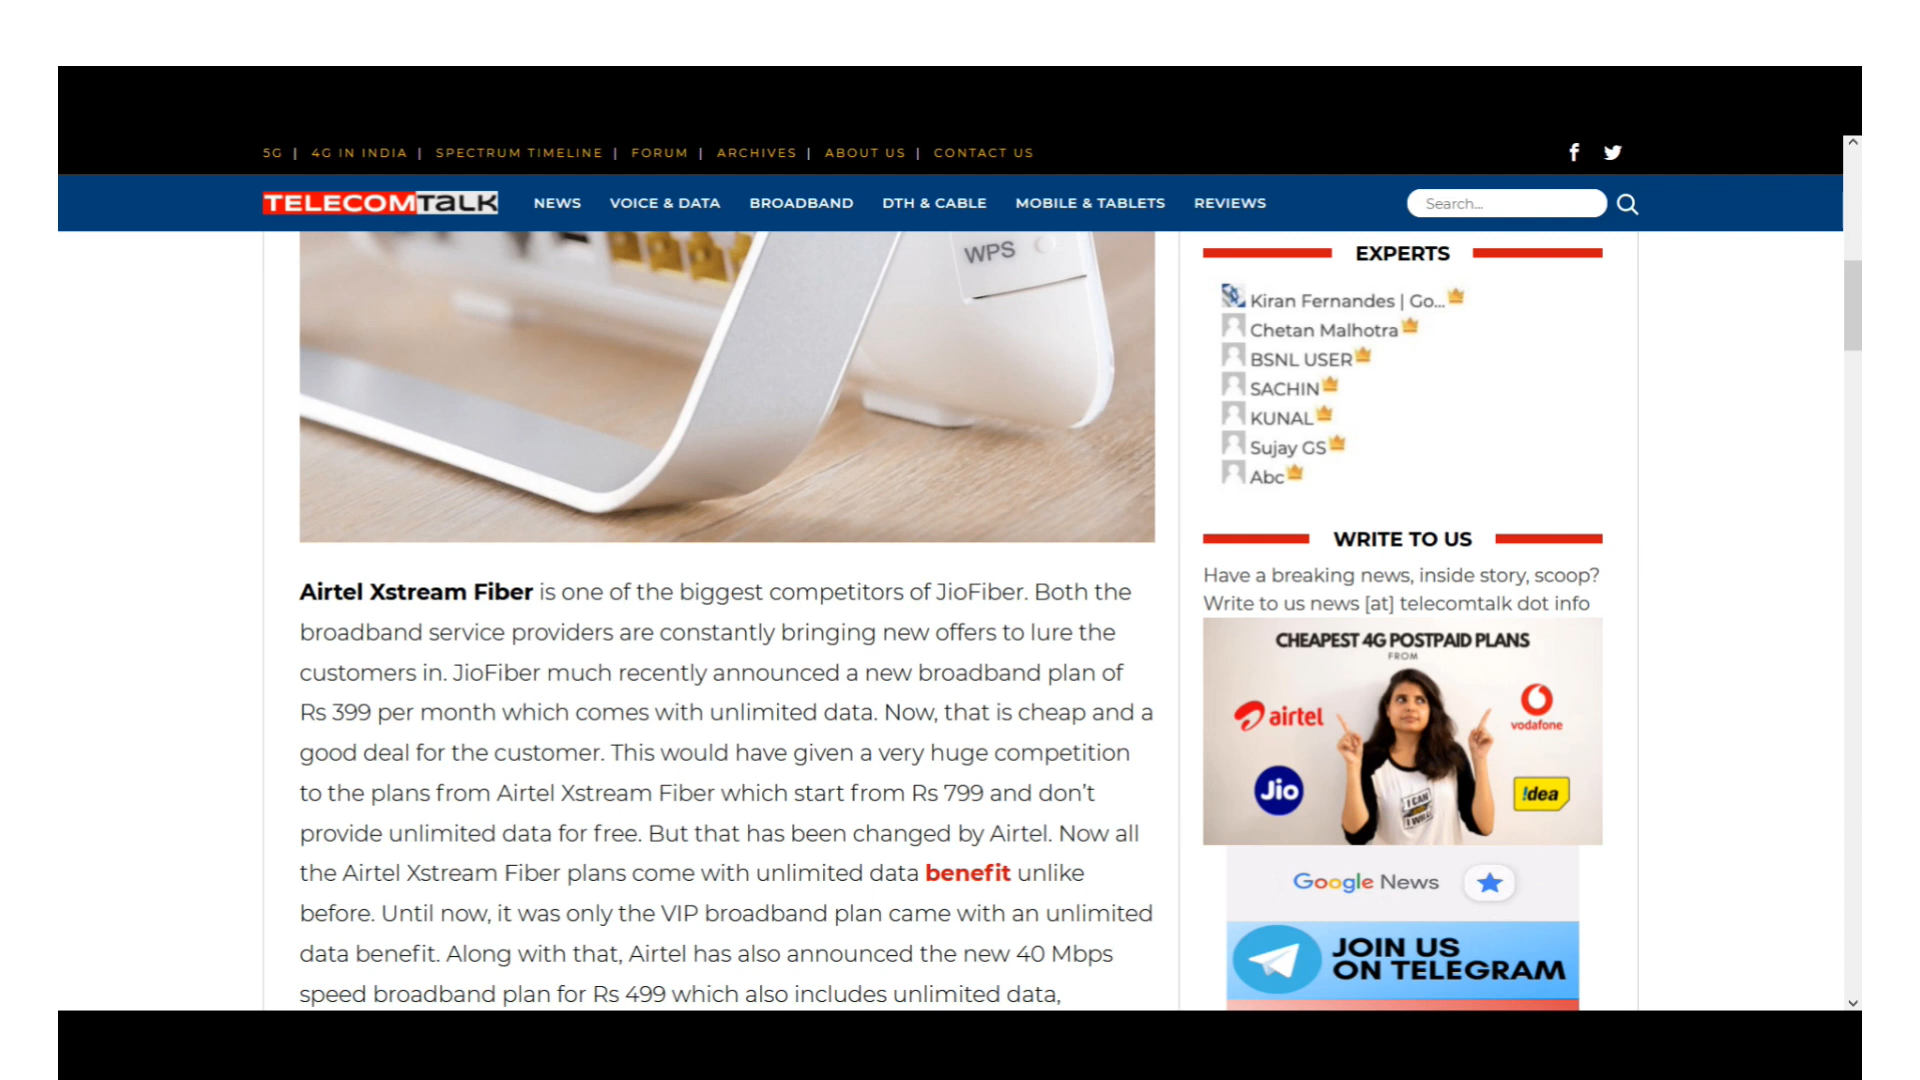 5G | 4G IN INDIA | SPECTRUM TIMELINE | FORUM | ARCHIVES | ABOUT US | CONTACT US
TELECOMTALK NEWS VOICE & DATA BROADBAND DTH & CABLE MOBILE & TABLETS REVIEWS Search...
WPS
Airtel Xstream Fiber is one of the biggest competitors of JioFiber. Both the
broadband service providers are constantly bringing new offers to lure the
customers in. JioFiber much recently announced a new broadband plan of
Rs 399 per month which comes with unlimited data. Now, that is cheap and a
good deal for the customer. This would have given a very huge competition
to the plans from Airtel Xstream Fiber which start from Rs 799 and don't
provide unlimited data for free. But that has been changed by Airtel. Now all
the Airtel Xstream Fiber plans come with unlimited data benefit unlike
before. Until now, it was only the VIP broadband plan came with an unlimited
data benefit. Along with that, Airtel has also announced the new 40 Mbps
speed broadband plan for Rs 499 which also includes unlimited data,
EXPERTS
Kiran Fernandes | Go...
Chetan Malhotra
BSNL USER
SACHIN
KUNAL
Sujay GS
Abc
WRITE TO US
Have a breaking news, inside story, scoop?
Write to us news [at] telecomtalk dot info
CHEAPEST 4G POSTPAID PLANS
FROM
airtel
vodafone
Jio
!dea
I CAN
Google News
JOIN US
ON TELEGRAM